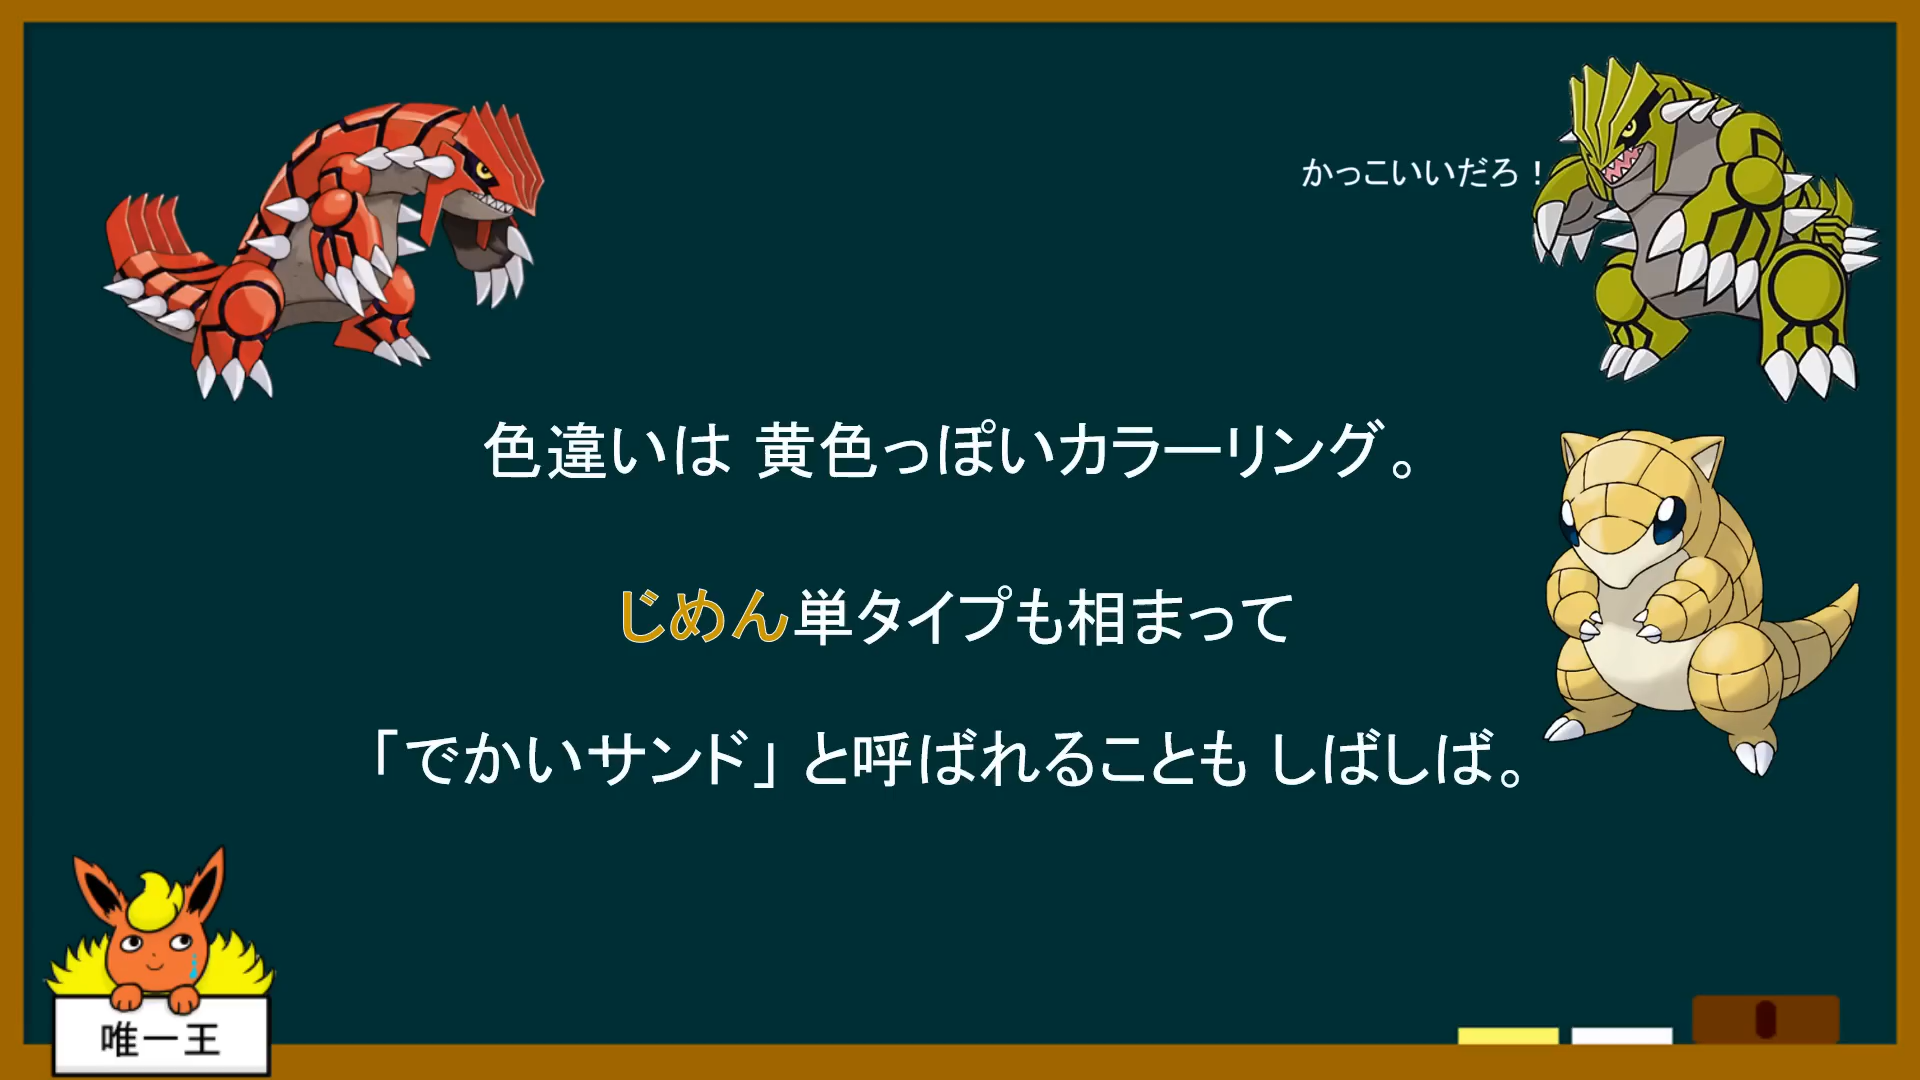 かっこいいだろ！
色違いは 黄色っぽいカラーリング。
じめん単タイプも相まって
「でかいサンド」 と呼ばれることも しばしば。
唯一王